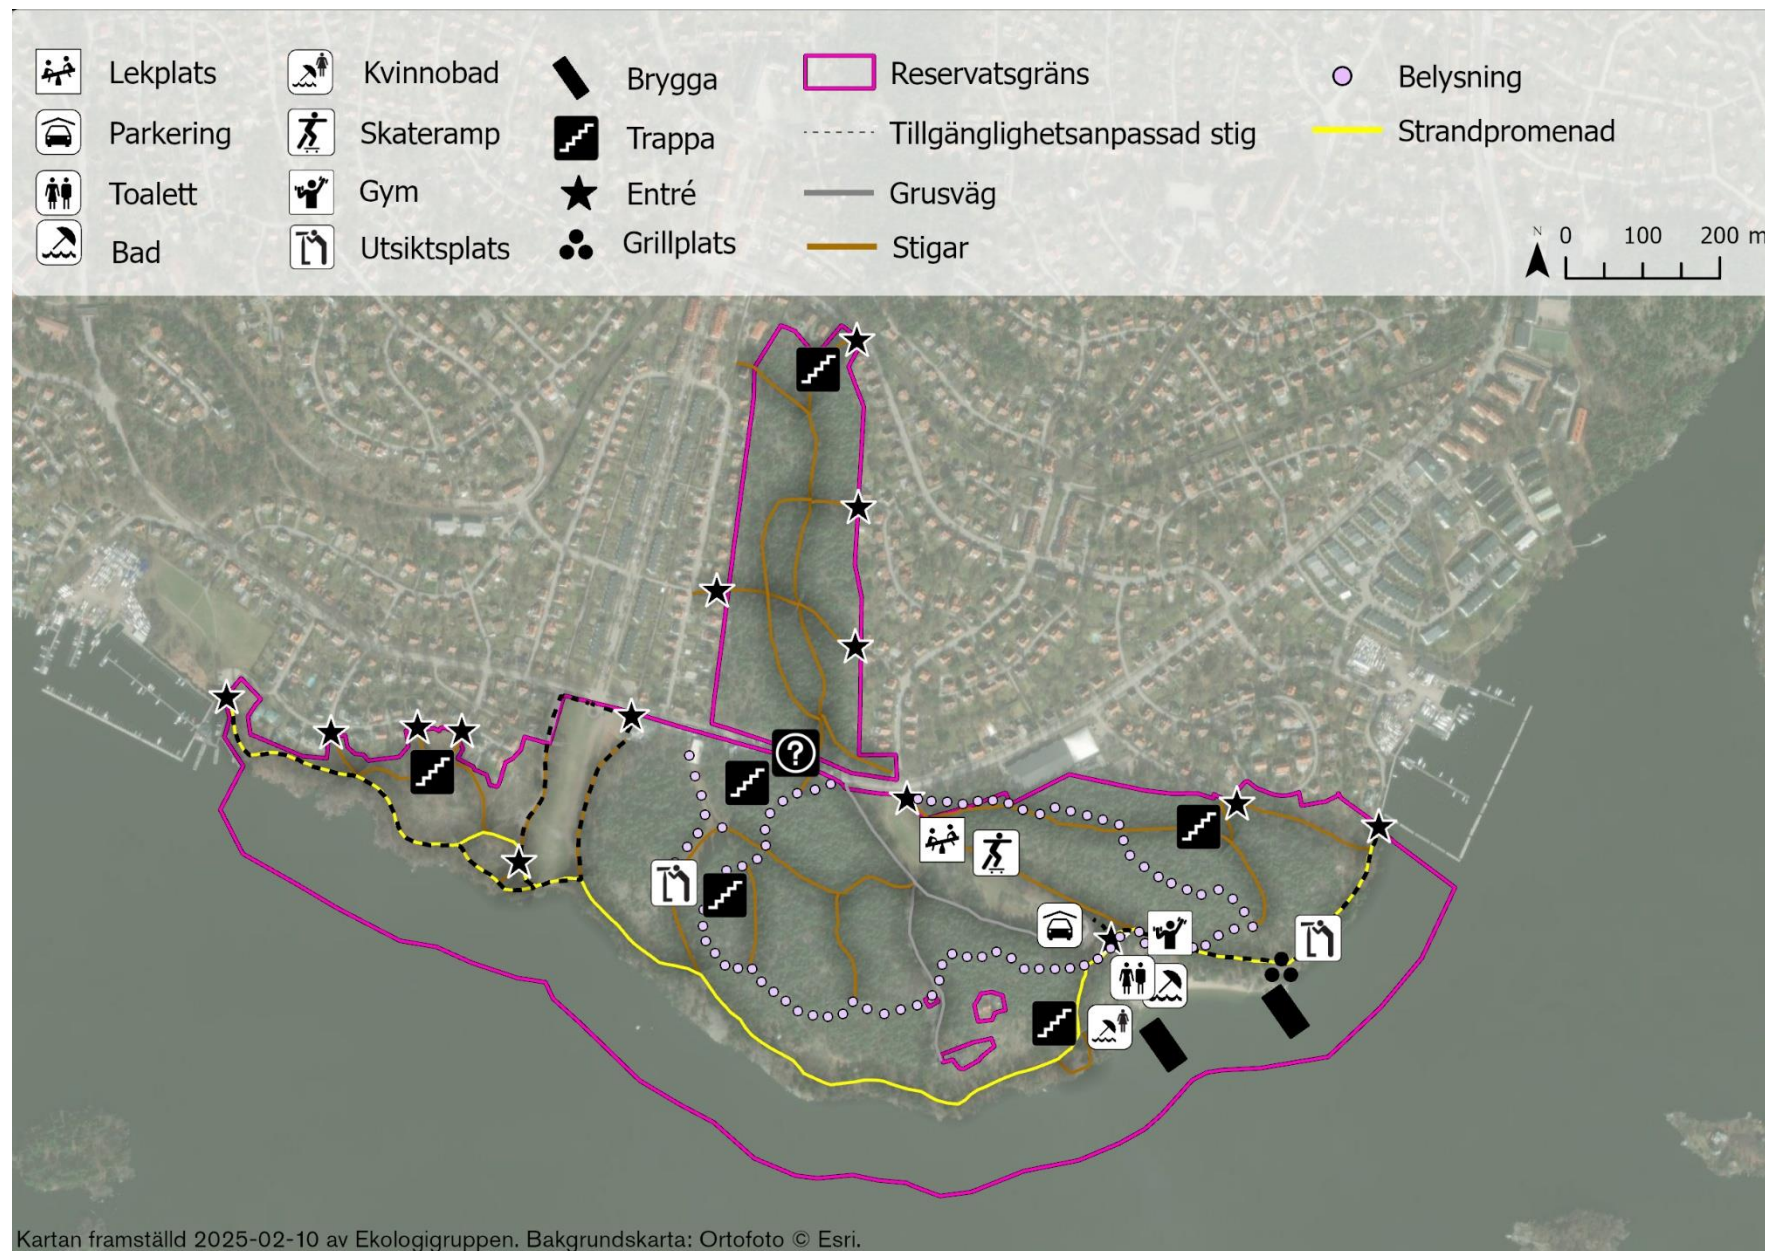 Lekplats
Parkering
Toalett
Bad
Kvinnobad
Skateramp
Gym
Utsiktsplats
Brygga
Trappa
Entré
Grillplats
Reservatsgräns
Tillgänglighetsanpassad stig
Grusväg
Stigar
Belysning
Strandpromenad
N 0 100 200 m
?
Kartan framställd 2025-02-10 av Ekologigruppen. Bakgrundskarta: Ortofoto © Esri.